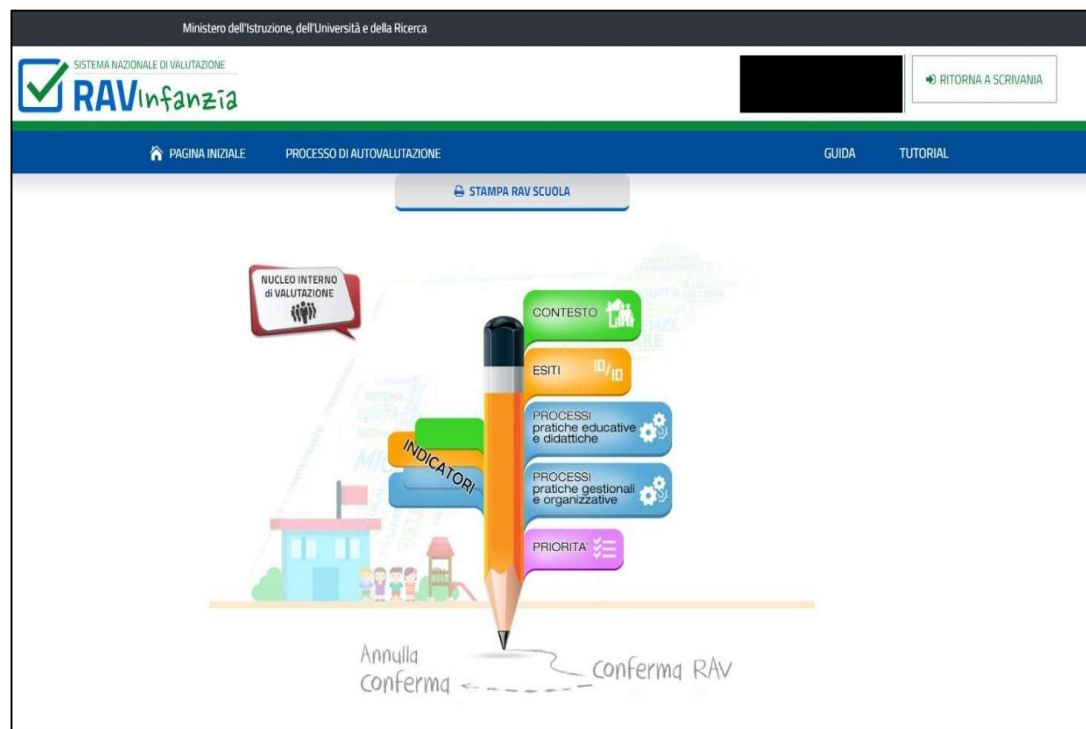 Ministero dell'Istruzione, dell'Università e della Ricerca
SISTEMA NAZIONALE DI VALUTAZIONE
RAVInfanzia
RITORNA A SCRIVANIA
PAGINA INIZIALE
PROCESSO DI AUTOVALUTAZIONE
GUIDA
TUTORIAL
STAMPA RAV SCUOLA
NUCLEO INTERNO
di VALUTAZIONE
CONTESTO
ESITI
10/10
PROCESSI
pratiche educative
e didattiche
INDICATORI
PROCESSI
pratiche gestionali
e organizzative
PRIORITA'
Annulla
conferma
Conferma RAV